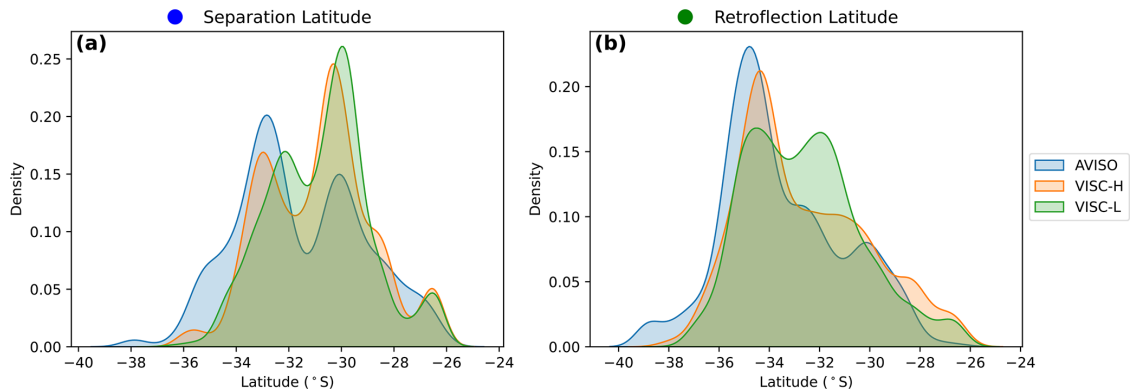 Separation Latitude
(a)
0.25
0.20
0.15
0.10
0.05
0.00
Density
−40 −38 −36 −34 −32 −30 −28 −26 −24
Latitude (°S)
Retroflection Latitude
(b)
0.20
0.15
0.10
0.05
0.00
Density
−40 −38 −36 −34 −32 −30 −28 −26 −24
Latitude (°S)
AVISO
VISC-H
VISC-L